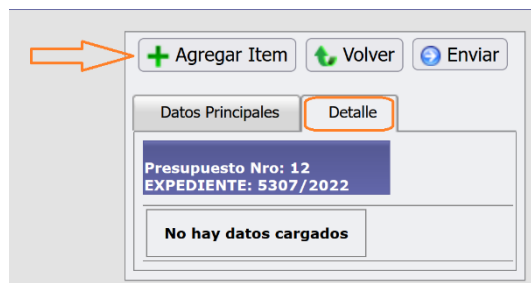 Agregar Item Volver Enviar
Datos Principales Detalle
Presupuesto Nro: 12
EXPEDIENTE: 5307/2022
No hay datos cargados